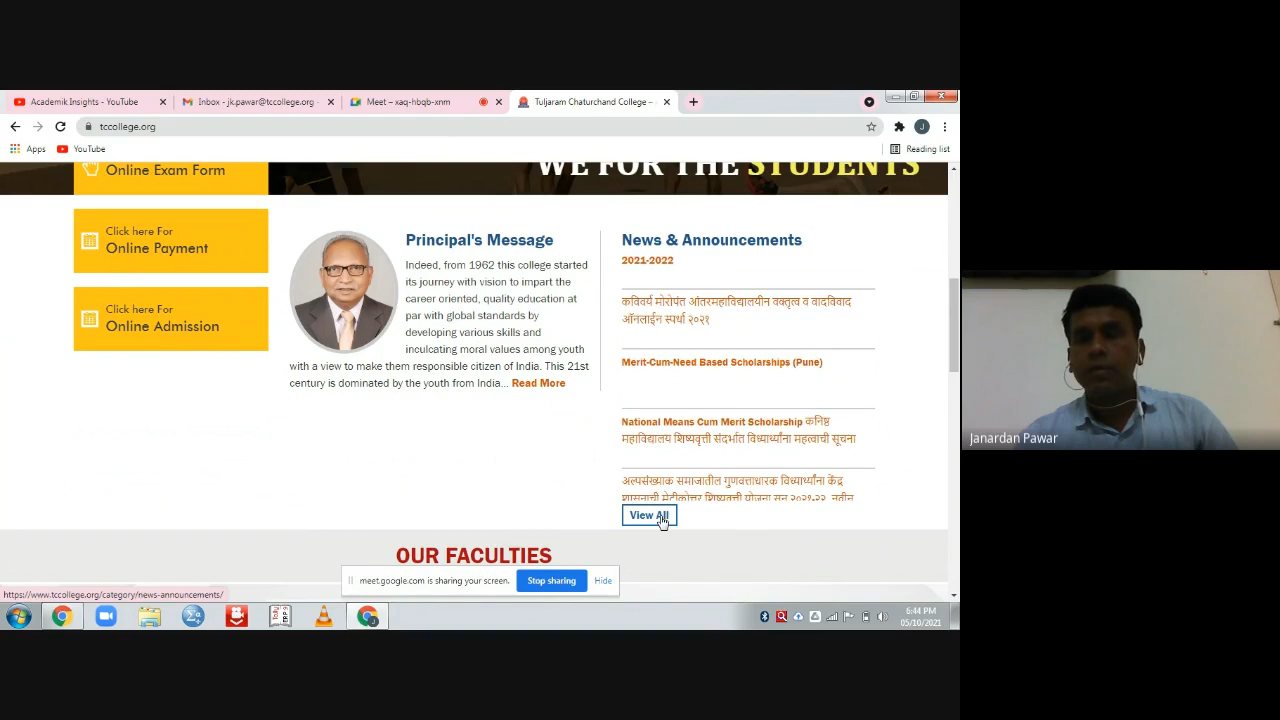 Academik Insights - YouTube
Inbox - jk.pawar@tccollege.org -
Meet – xaq-hbqb-xnm
Tuljaram Chaturchand College –
tccollege.org
Apps
YouTube
Reading list
Online Exam Form
WE FOR THE STUDENTS
Click here For
Online Payment
Click here For
Online Admission
Principal's Message
Indeed, from 1962 this college started
its journey with vision to impart the
career oriented, quality education at
par with global standards by
developing various skills and
inculcating moral values among youth
with a view to make them responsible citizen of India. This 21st
century is dominated by the youth from India... Read More
News & Announcements
2021-2022
कविवर्य मोरोपंत आंतरमहाविद्यालयीन वक्तृत्व व वादविवाद
ऑनलाईन स्पर्धा २०२१
Merit-Cum-Need Based Scholarships (Pune)
National Means Cum Merit Scholarship कनिष्ठ
महाविद्यालय शिष्यवृत्ती संदर्भात विध्यार्थ्यांना महत्वाची सूचना
अल्पसंख्याक समाजातील गुणवत्ताधारक विध्यार्थ्यांना केंद्र
शासनाची मेट्रीकोत्तर शिष्यवृत्ती योजना सन २०२१-२२ नवीन
View All
OUR FACULTIES
meet.google.com is sharing your screen.
Stop sharing
Hide
https://www.tccollege.org/category/news-announcements/
6:44 PM
05/10/2021
Janardan Pawar